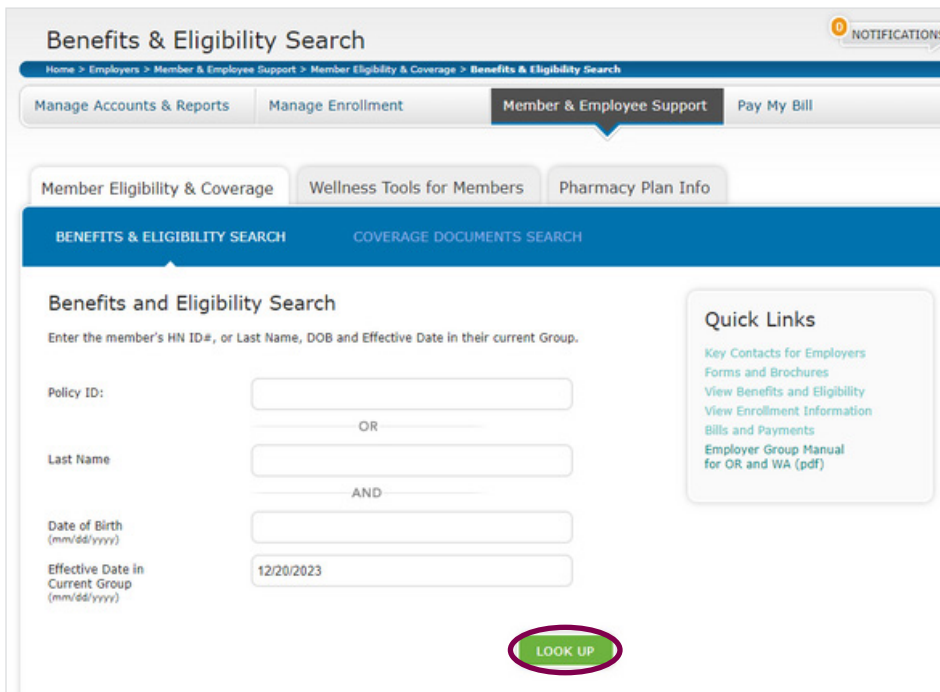 Benefits & Eligibility Search
0 NOTIFICATIONS
Home > Employers > Member & Employee Support > Member Eligibility & Coverage > Benefits & Eligibility Search
Manage Accounts & Reports Manage Enrollment Member & Employee Support Pay My Bill
Member Eligibility & Coverage Wellness Tools for Members Pharmacy Plan Info
BENEFITS & ELIGIBILITY SEARCH COVERAGE DOCUMENTS SEARCH
Benefits and Eligibility Search
Enter the member's HN ID#, or Last Name, DOB and Effective Date in their current Group.
Policy ID:
OR
Last Name
AND
Date of Birth
(mm/dd/yyyy)
Effective Date in
Current Group
(mm/dd/yyyy)
12/20/2023
LOOK UP
Quick Links
Key Contacts for Employers
Forms and Brochures
View Benefits and Eligibility
View Enrollment Information
Bills and Payments
Employer Group Manual
for OR and WA (pdf)